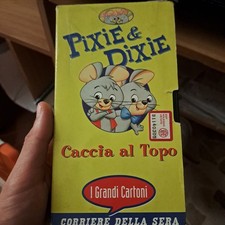 PIXIE &
DIXIE
Caccia al Topo
I Grandi Cartoni
CORRIERE DELLA SERA